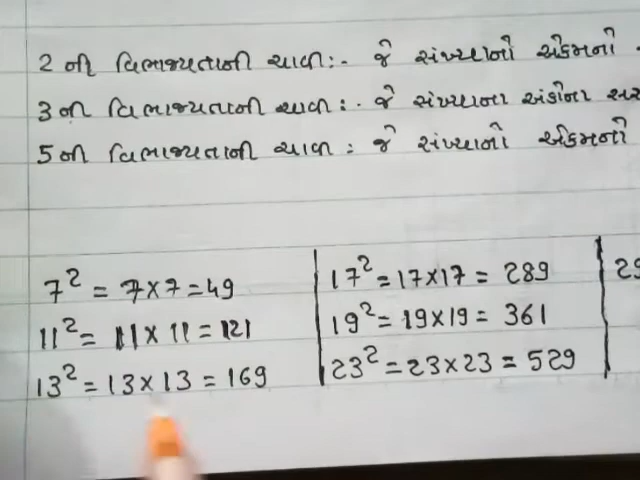 2 ની વિભાજ્યતાની ચાવી :- જે સંખ્યાનો એકમનો
3 ની વિભાજ્યતાની ચાવી :- જે સંખ્યાના અંકોના
5 ની વિભાજ્યતાની ચાવી : જે સંખ્યાનો એકમનો
7² = 7×7 = 49
11² = 11 × 11 = 121
13² = 13 × 13 = 169
17² = 17×17 = 289
19² = 19×19 = 361
23² = 23×23 = 529